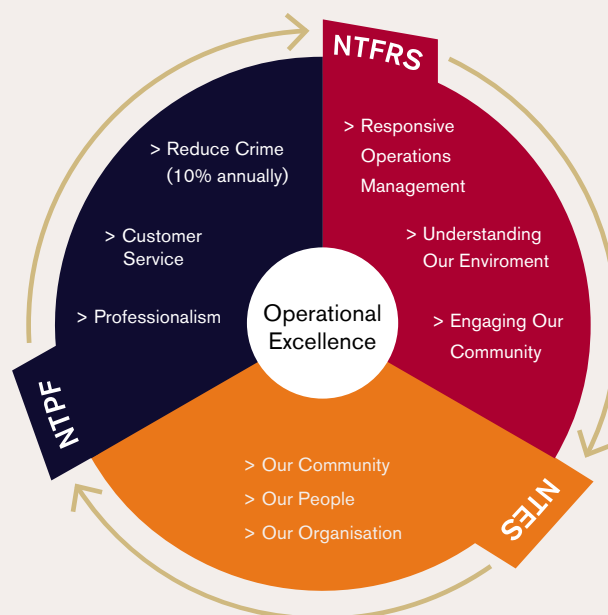 NTFRS
> Responsive
Operations
Management
> Understanding
Our Enviroment
> Engaging Our
Community
NTES
> Our Community
> Our People
> Our Organisation
NTPF
> Reduce Crime
(10% annually)
> Customer
Service
> Professionalism
Operational
Excellence